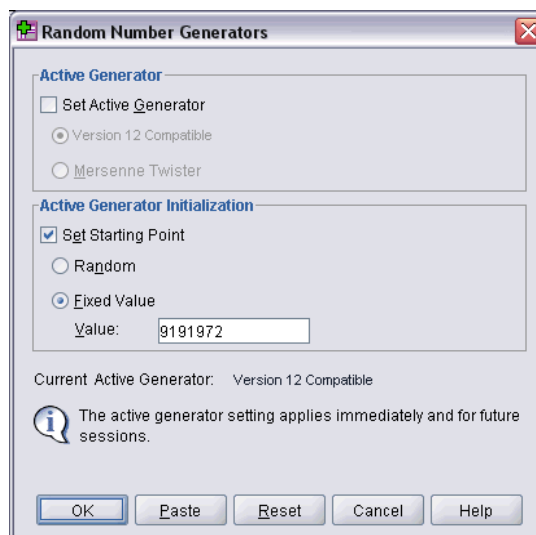 Random Number Generators
Active Generator
Set Active Generator
Version 12 Compatible
Mersenne Twister
Active Generator Initialization
Set Starting Point
Random
Fixed Value
Value: 9191972
Current Active Generator: Version 12 Compatible
The active generator setting applies immediately and for future
sessions.
OK Paste Reset Cancel Help